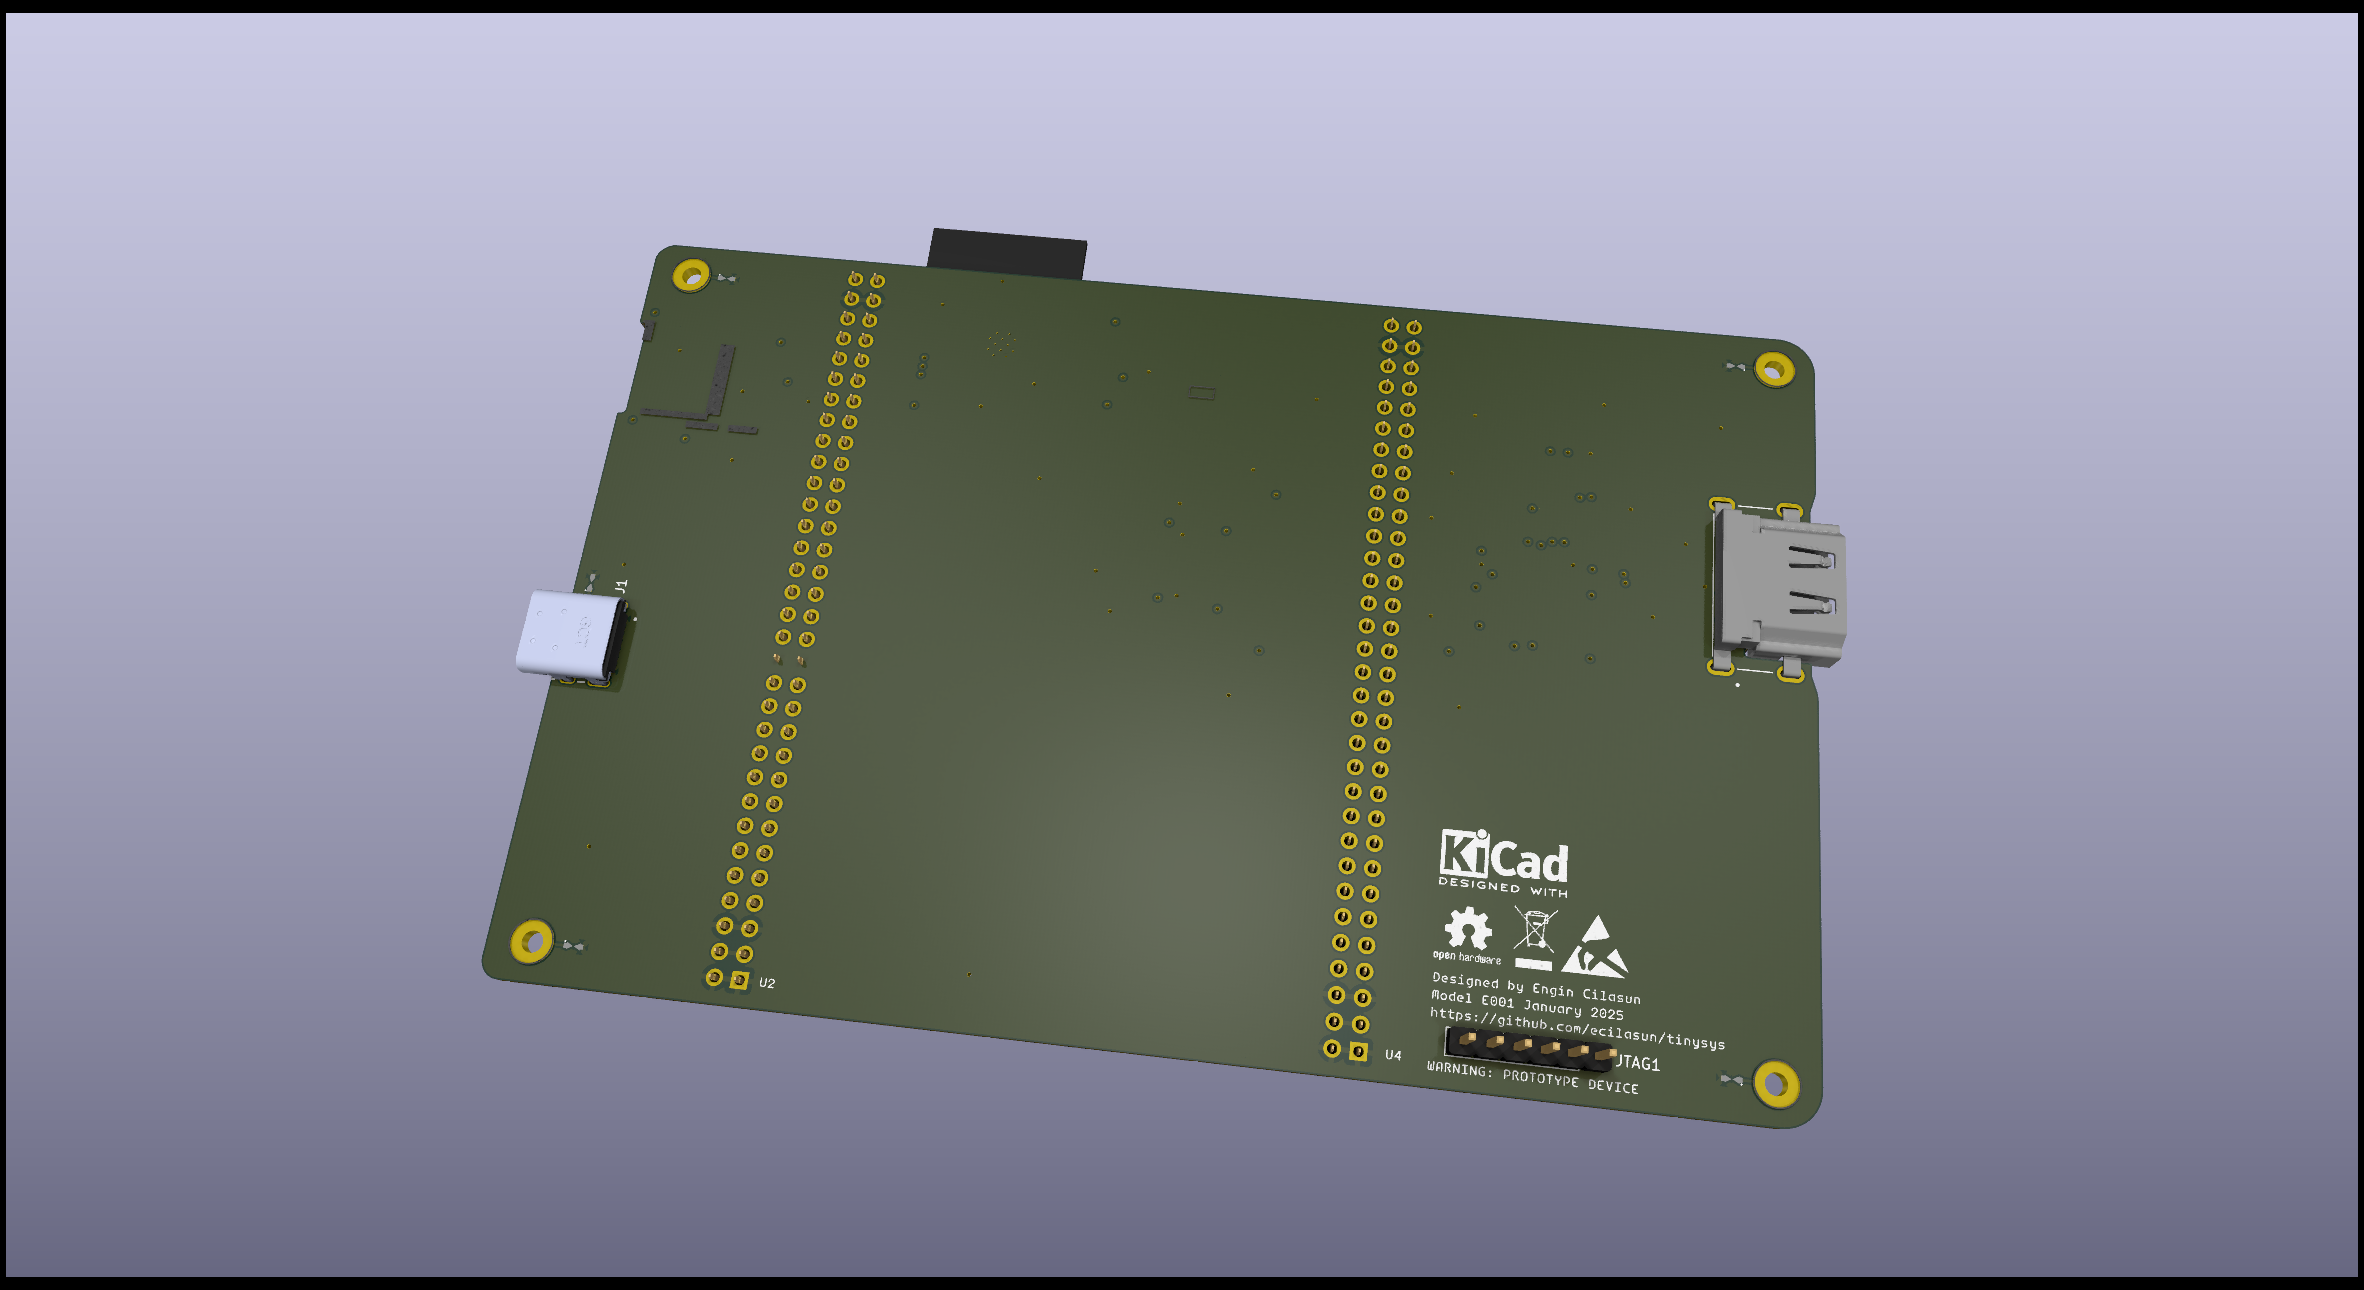 J1
GCT
KiCad
DESIGNED WITH
open hardware
Designed by Engin Cilasun
Model E001 January 2025
https://github.com/ecilasun/tinysys
U2
U4
JTAG1
WARNING: PROTOTYPE DEVICE